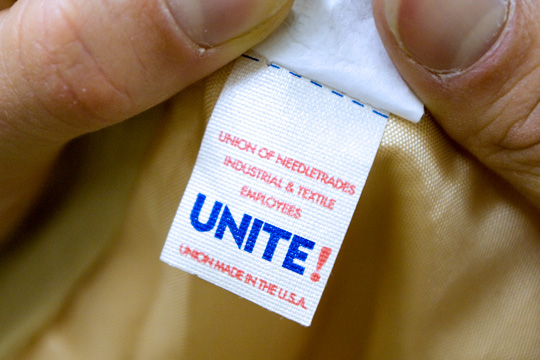 UNION OF NEEDLETRADES
INDUSTRIAL & TEXTILE
EMPLOYEES
UNITE!
UNION MADE IN THE U.S.A.